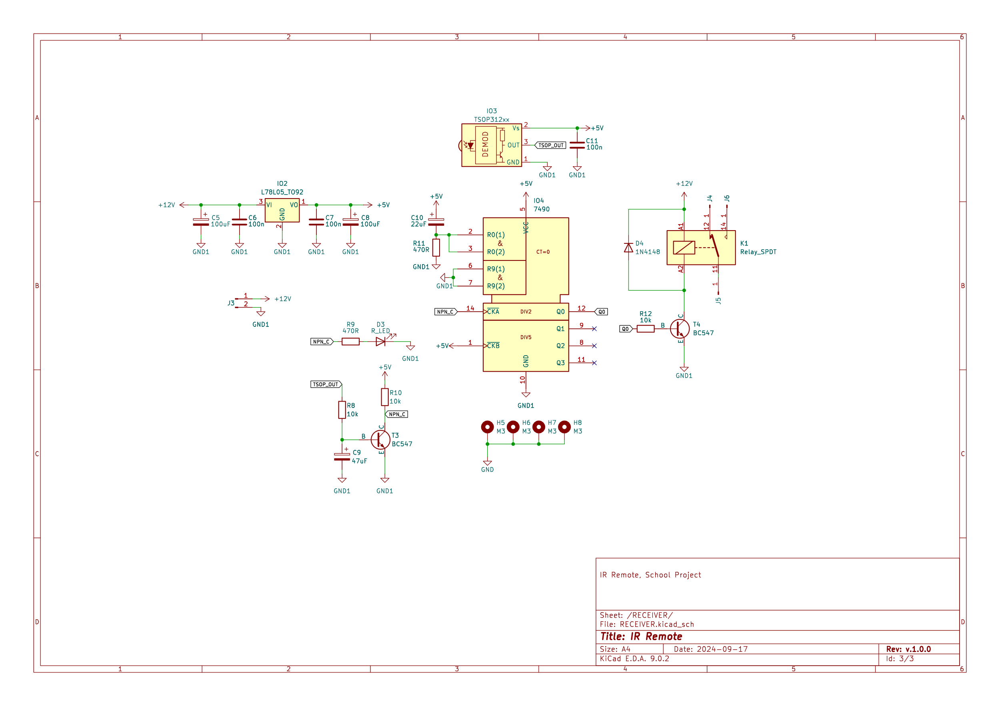 1 2 3 4 5 6
A A
B B
C C
D D
1 2 3 4 5 6
IO3
TSOP312xx
DEMOD
Vs 2
OUT 3
GND 1
+5V
TSOP_OUT
C11
100n
GND1
GND1
IO2
L78L05_TO92
+12V
3 VI VO 1
GND
2
+5V
C5
100uF
C6
100n
C7
100n
C8
100uF
GND1
GND1
GND1
GND1
GND1
J3
1
2
+12V
GND1
+5V
C10
22uF
R11
470R
GND1
GND1
+5V
IO4
7490
5
VCC
2 R0(1)
&
3 R0(2)
CT=0
6 R9(1)
&
7 R9(2)
NPN_C 14 CKA DIV2 Q0 12 Q0
Q1 9
DIV5
+5V 1 CKB Q2 8
Q3 11
GND
10
GND1
+12V
J4
J6
1
1
A1
12
14
D4
1N4148
K1
Relay_SPDT
A2
11
1
J5
Q0
R12
10k
B
C
E
T4
BC547
GND1
NPN_C
R9
470R
D3
R_LED
GND1
+5V
TSOP_OUT
R10
10k
R8
10k
NPN_C
B
C
E
T3
BC547
C9
47uF
GND1
GND1
H5
M3
H6
M3
H7
M3
H8
M3
GND
IR Remote, School Project
Sheet: /RECEIVER/
File: RECEIVER.kicad_sch
Title: IR Remote
Size: A4 Date: 2024-09-17 Rev: v.1.0.0
KiCad E.D.A. 9.0.2 Id: 3/3